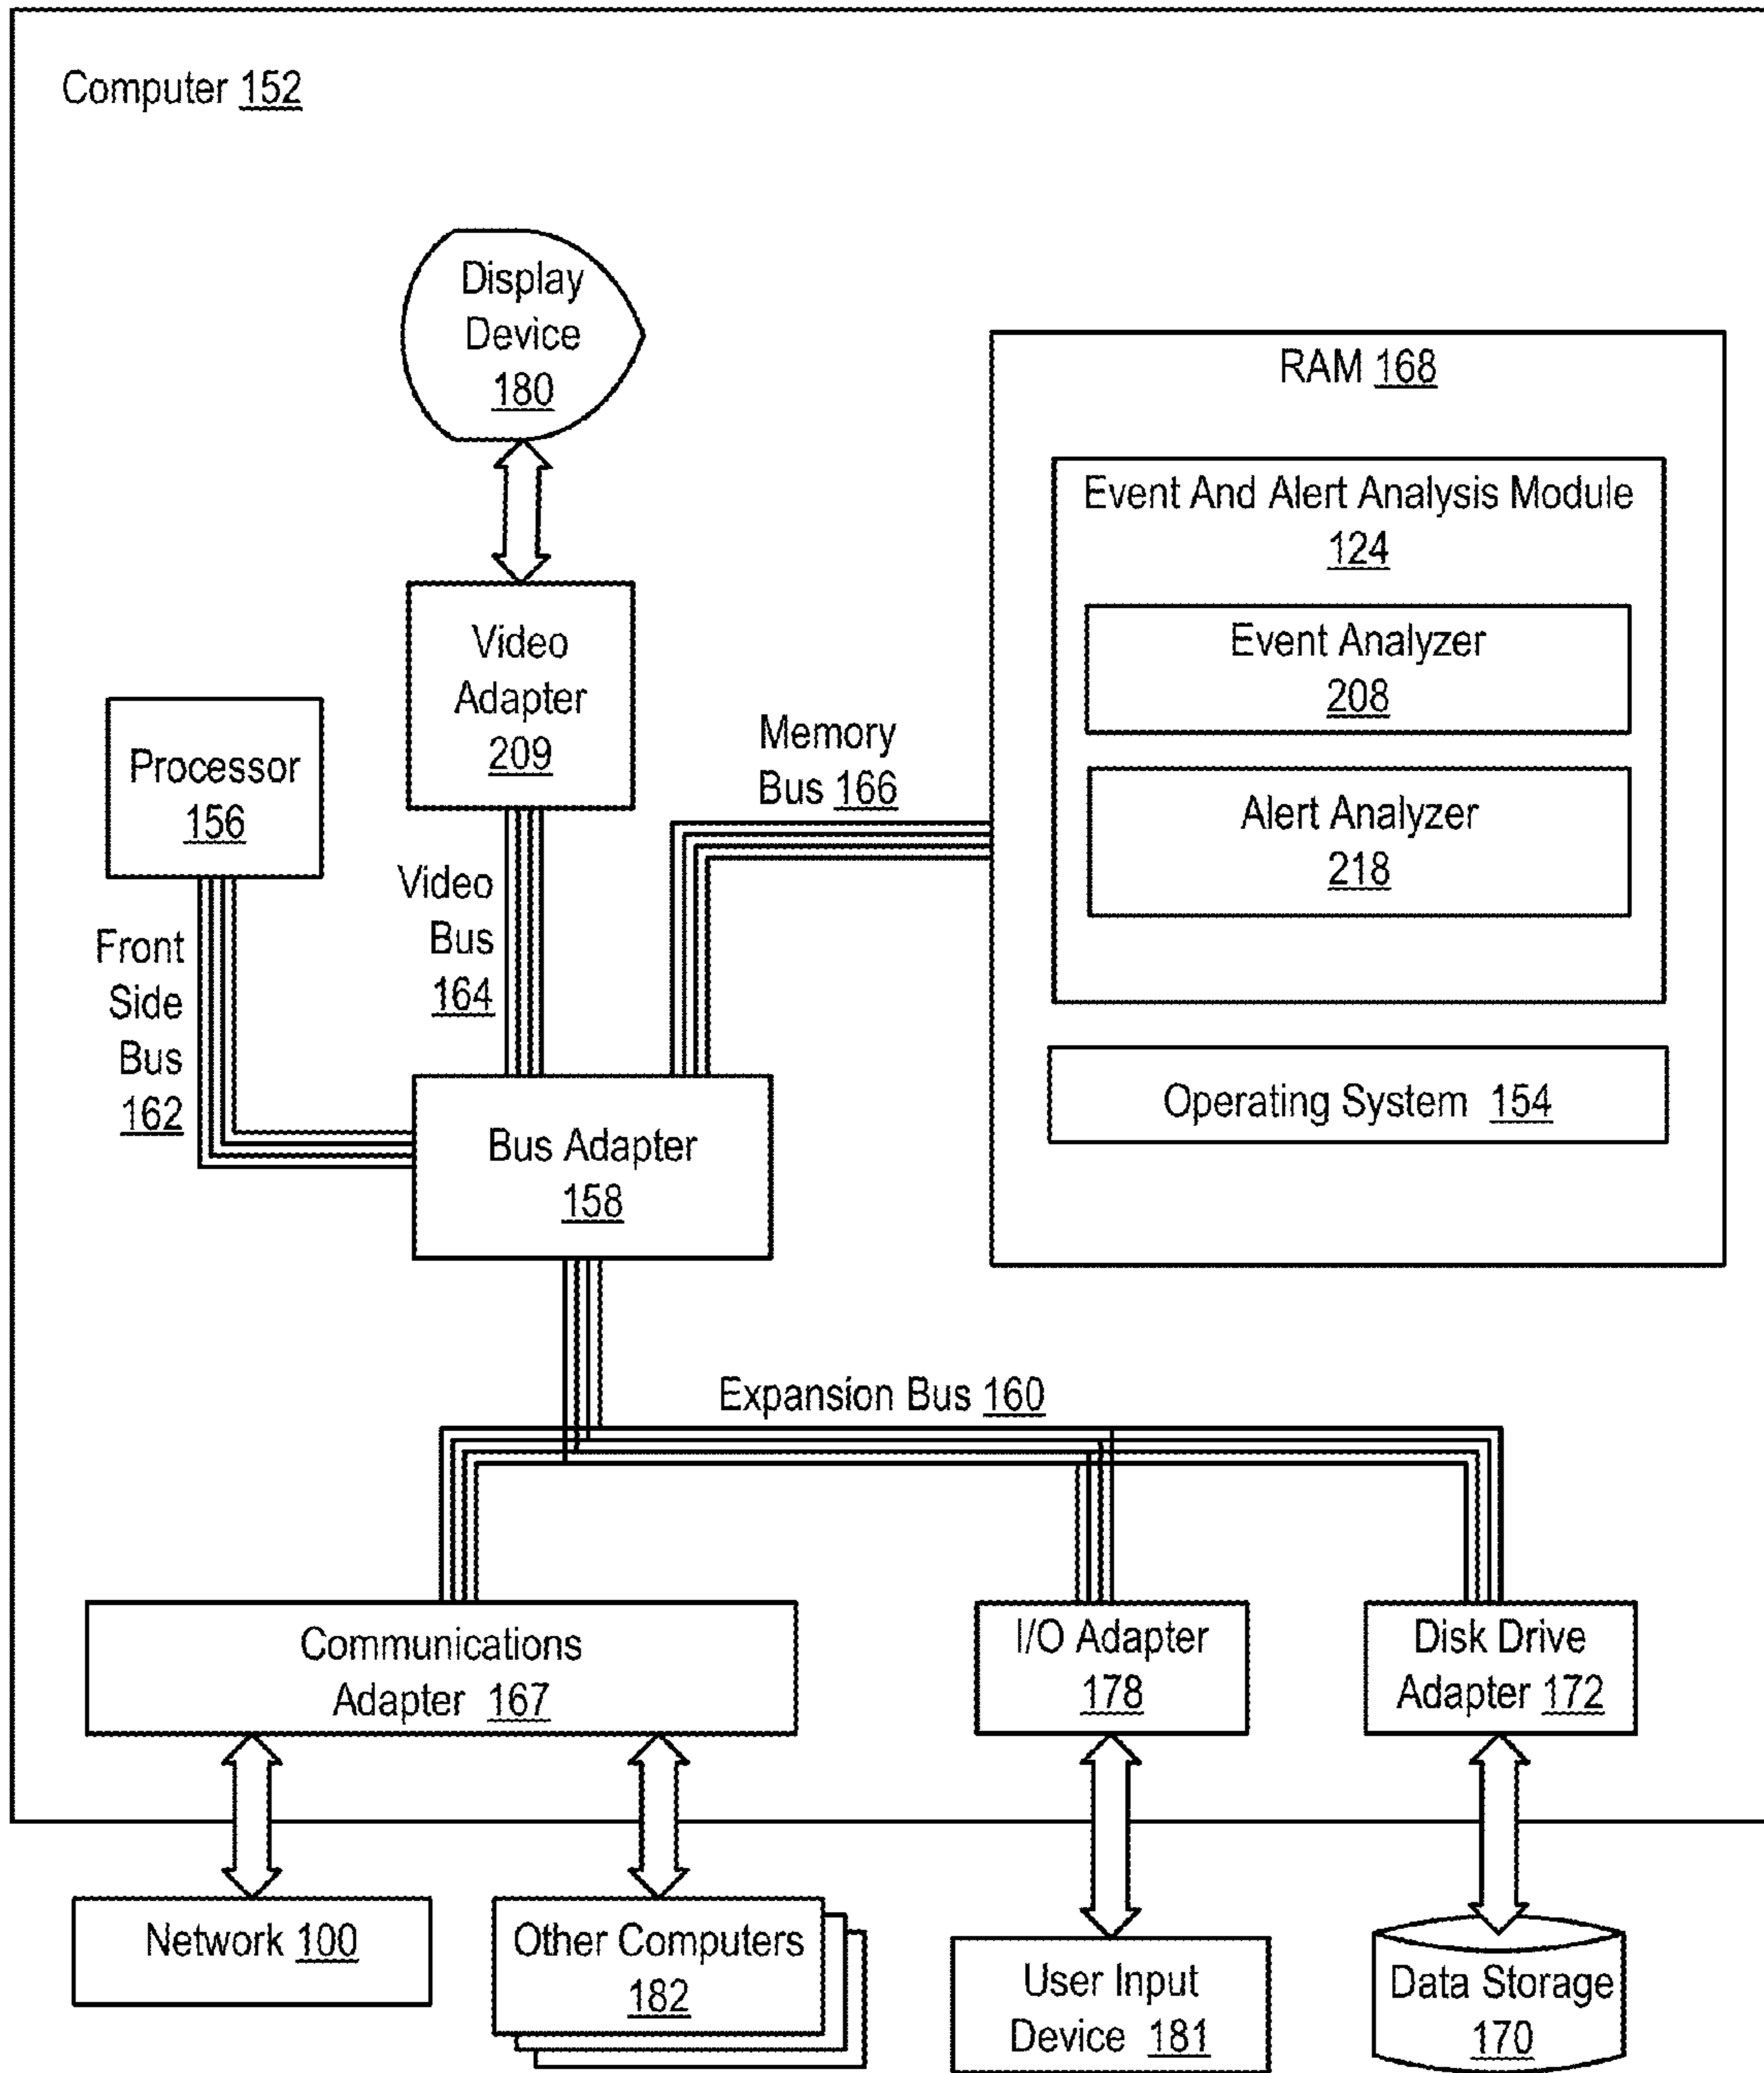 Computer 152
Display
Device
180
RAM 168
Event And Alert Analysis Module
124
Event Analyzer
208
Alert Analyzer
218
Operating System 154
Video
Adapter
209
Processor
156
Memory
Bus 166
Video
Bus
164
Front
Side
Bus
162
Bus Adapter
158
Expansion Bus 160
Communications
Adapter 167
I/O Adapter
178
Disk Drive
Adapter 172
Network 100
Other Computers
182
User Input
Device 181
Data Storage
170